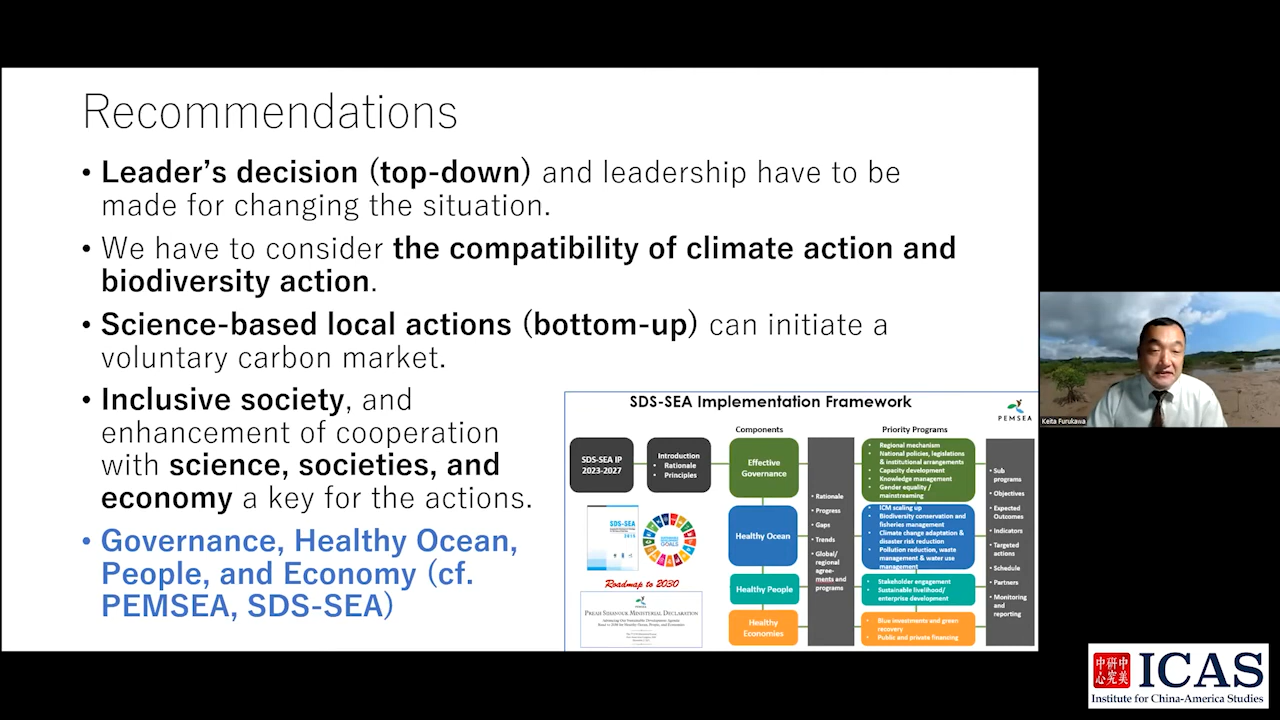 Recommendations
• Leader's decision (top-down) and leadership have to be
made for changing the situation.
• We have to consider the compatibility of climate action and
biodiversity action.
• Science-based local actions (bottom-up) can initiate a
voluntary carbon market.
• Inclusive society, and
enhancement of cooperation
with science, societies, and
economy a key for the actions.
• Governance, Healthy Ocean,
People, and Economy (cf.
PEMSEA, SDS-SEA)
SDS-SEA Implementation Framework
PEMSEA
Components
Priority Programs
SDS-SEA IP
2023-2027
Introduction
• Rationale
• Principles
Effective
Governance
Healthy Ocean
Healthy People
Healthy
Economies
• Rationale
• Progress
• Gaps
• Trends
• Global/
regional
agree-
ments and
programs
• Regional mechanism
• National policies, legislations
& institutional arrangements
• Capacity development
• Knowledge management
• Gender equality /
mainstreaming
• ICM scaling up
• Biodiversity conservation and
fisheries management
• Climate change adaptation &
disaster risk reduction
• Pollution reduction, waste
management & water use
management
• Stakeholder engagement
• Sustainable livelihood/
enterprise development
• Blue investments and green
recovery
• Public and private financing
• Sub
programs
• Objectives
• Expected
Outcomes
• Indicators
• Targeted
actions
• Schedule
• Partners
• Monitoring
and
reporting
SDS-SEA
2015
Roadmap to 2030
PREAH SIHANOUK MINISTERIAL DECLARATION
Keita Furukawa
中研中
心究美
ICAS
Institute for China-America Studies